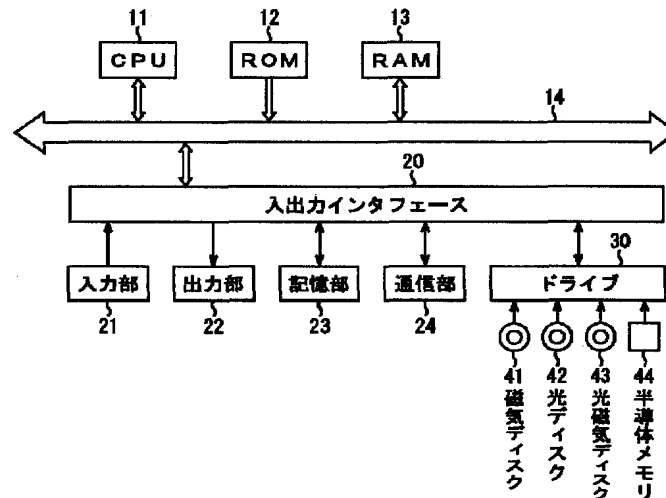 11
12
13
CPU
ROM
RAM
14
20
入出力インタフェース
30
入力部
出力部
記憶部
通信部
ドライブ
21
22
23
24
41
42
43
44
磁気ディスク
光ディスク
光磁気ディスク
半導体メモリ